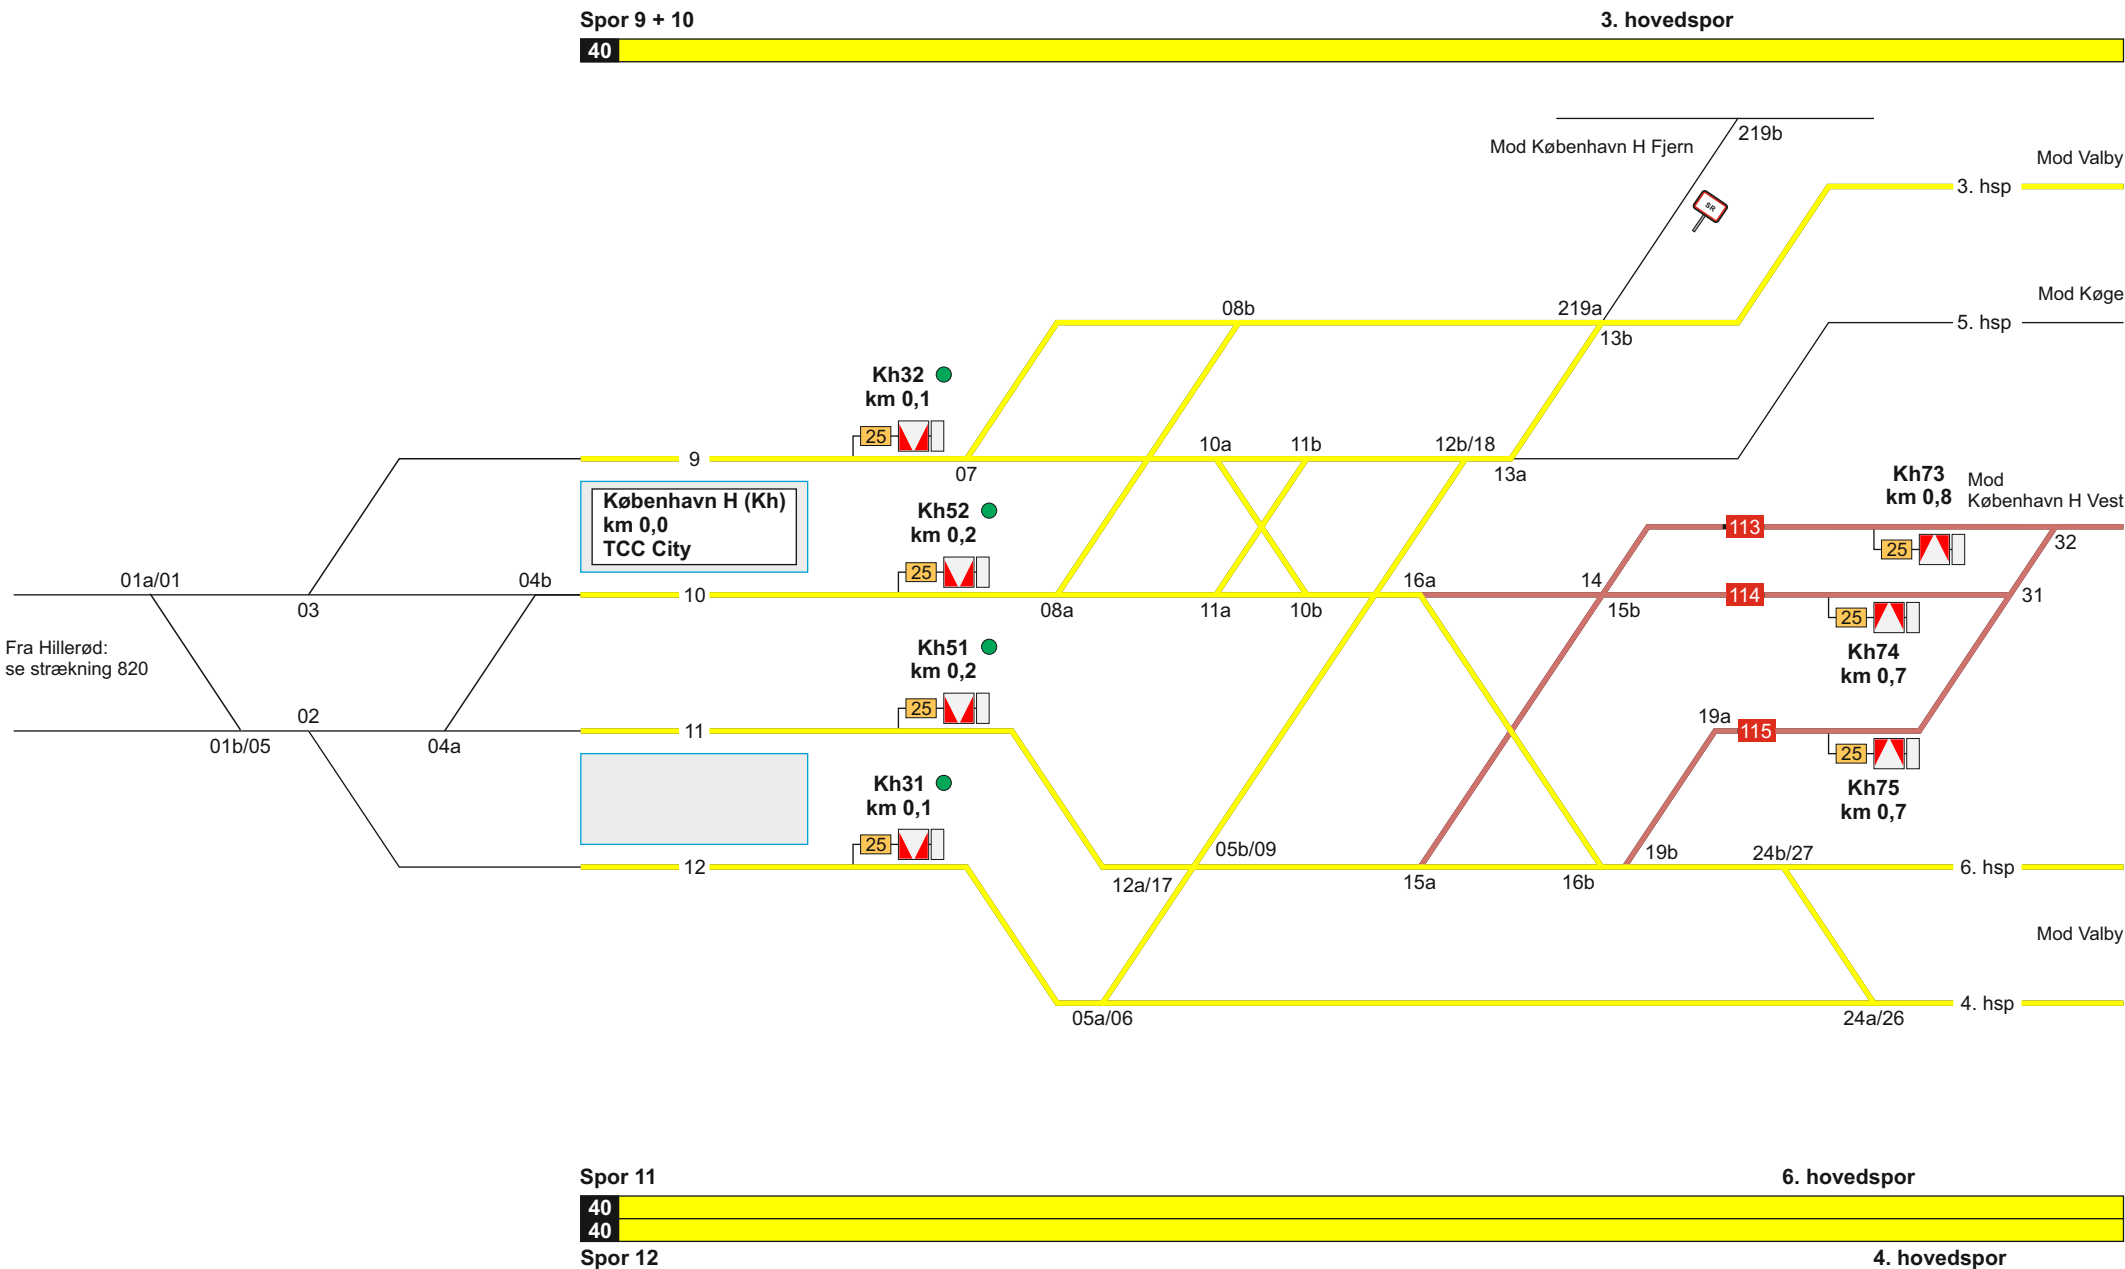 Spor 9 + 10
3. hovedspor
40
219b
Mod København H Fjern
Mod Valby
3. hsp
SR
Mod Køge
5. hsp
08b
219a
13b
Kh32
km 0,1
25
9
07
10a
11b
12b/18
13a
København H (Kh)
km 0,0
TCC City
Kh52
km 0,2
25
Kh73
km 0,8
Mod
København H Vest
113
25
32
01a/01
03
04b
10
08a
11a
10b
16a
14
15b
114
31
25
Kh74
km 0,7
Fra Hillerød:
se strækning 820
Kh51
km 0,2
25
01b/05
02
04a
11
19a
115
25
Kh75
km 0,7
Kh31
km 0,1
25
12
12a/17
05b/09
15a
16b
19b
24b/27
6. hsp
Mod Valby
05a/06
24a/26
4. hsp
Spor 11
6. hovedspor
40
40
Spor 12
4. hovedspor